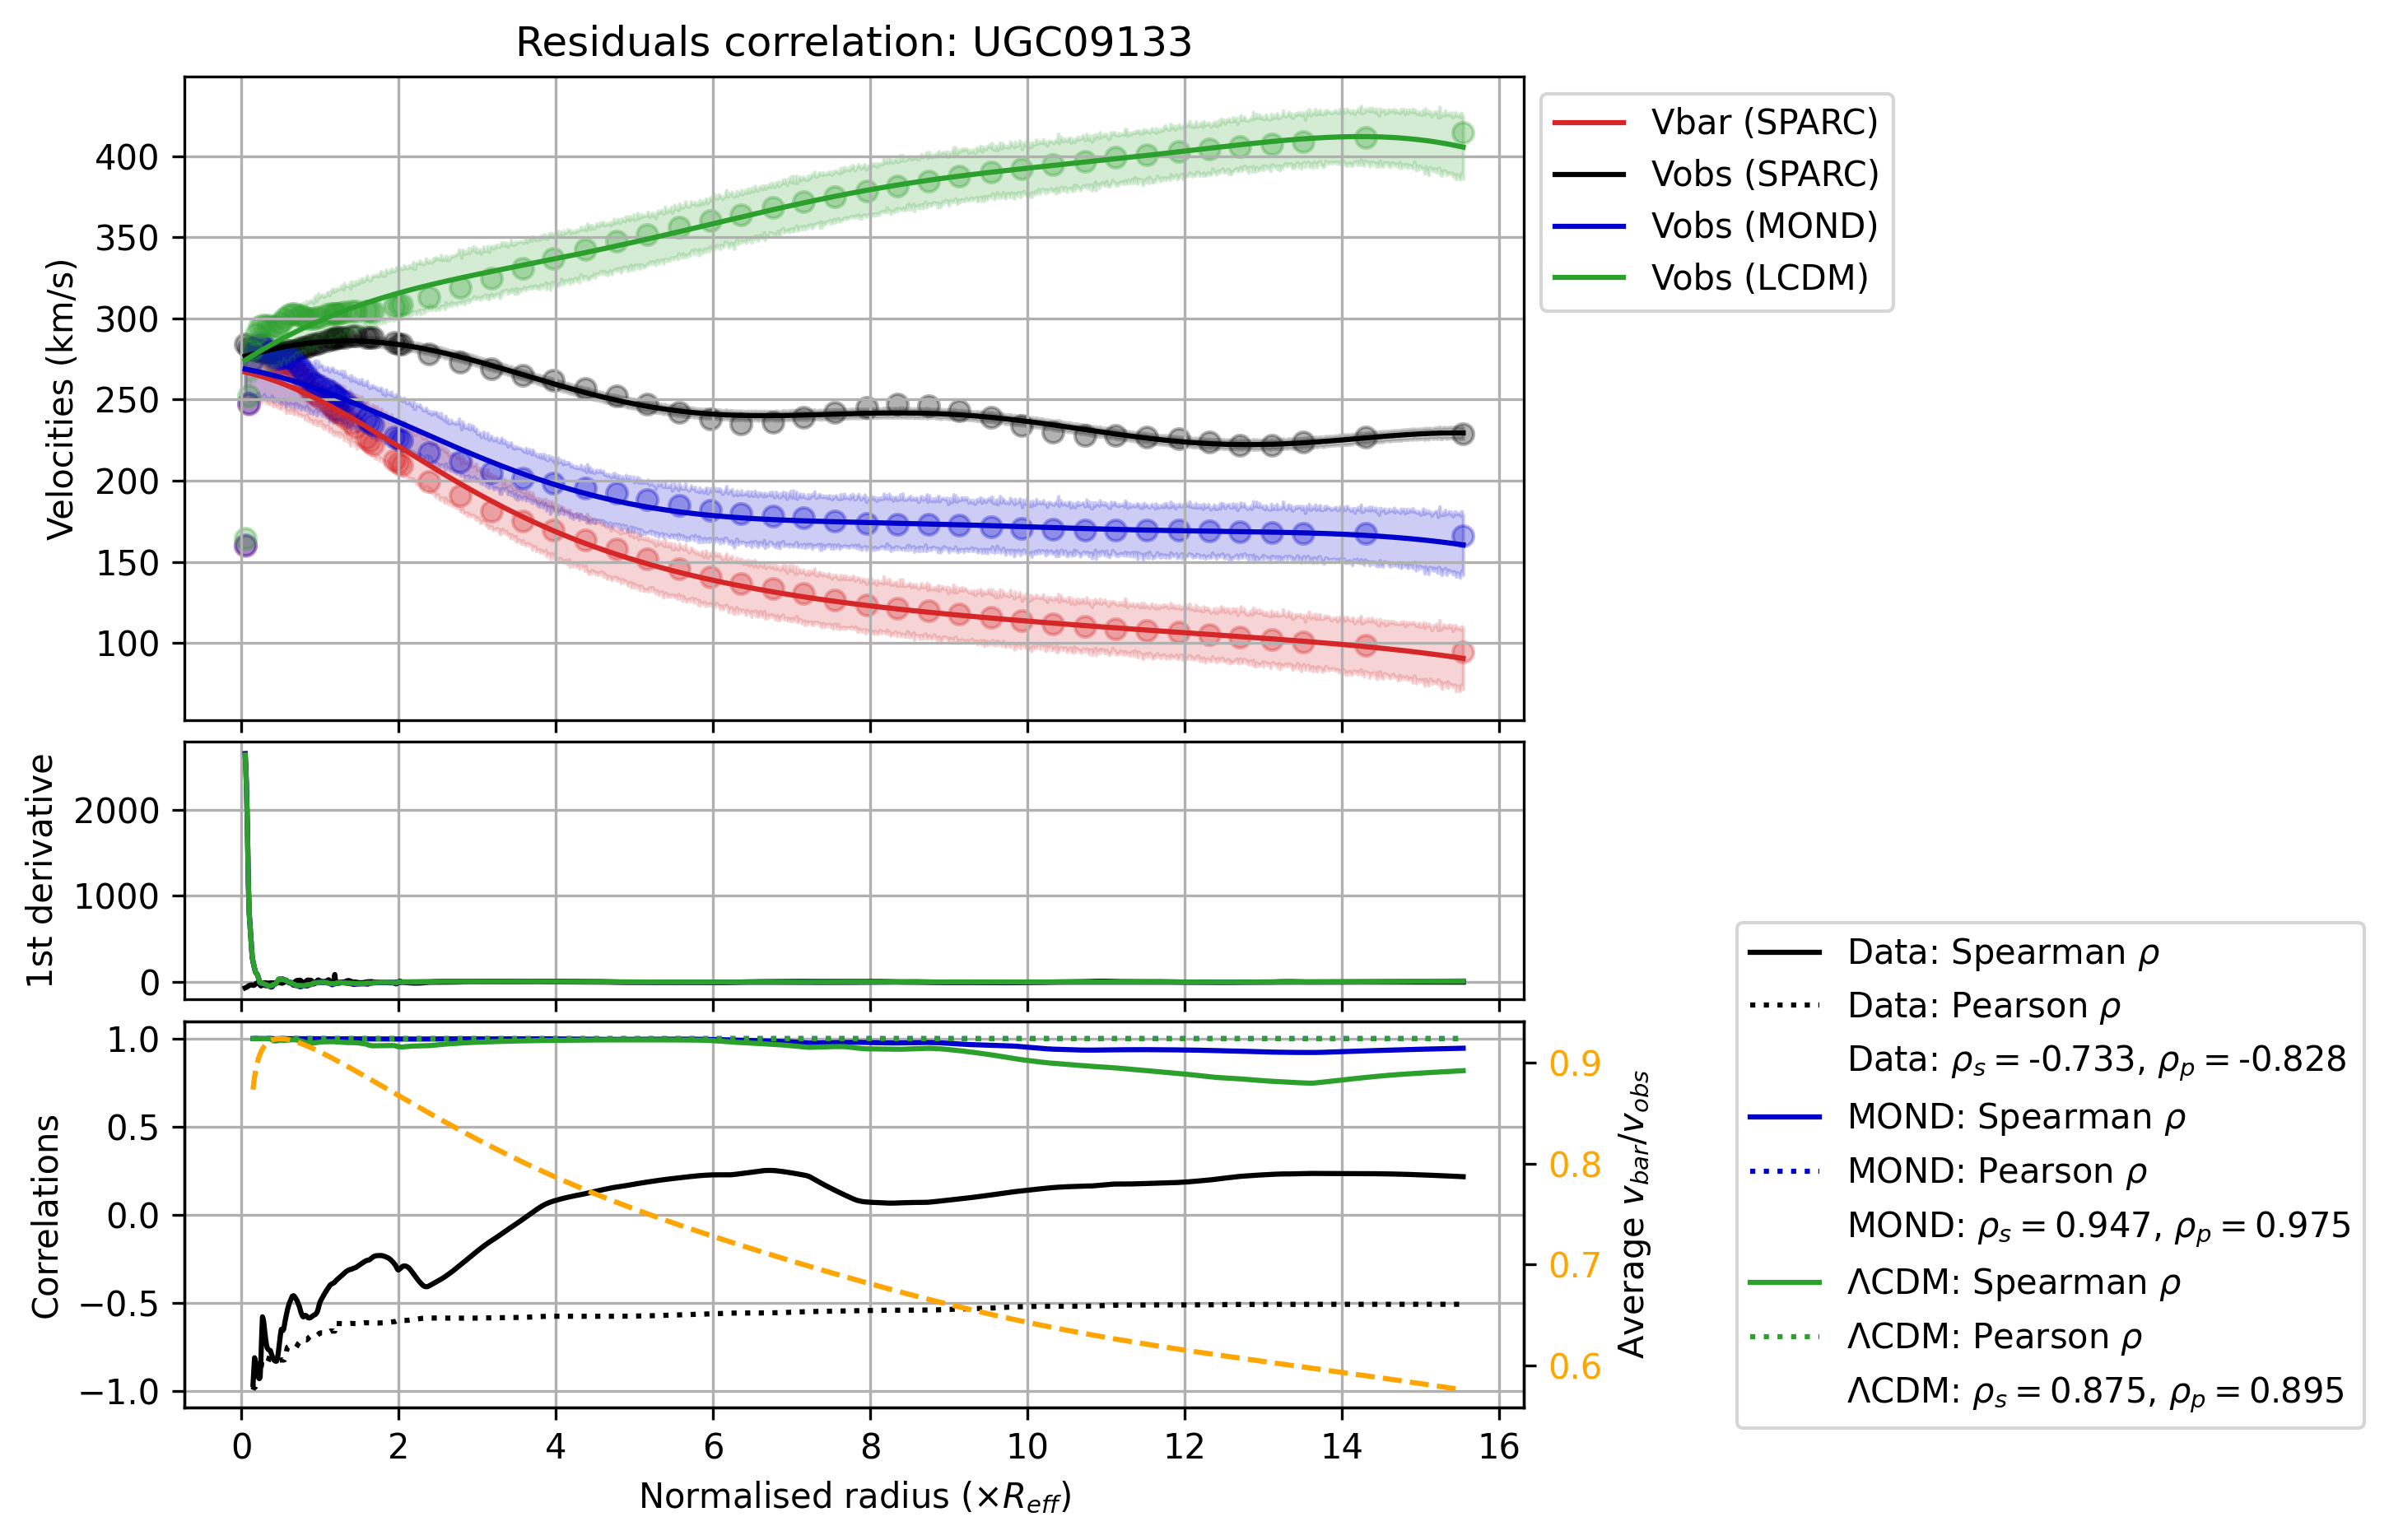 Residuals correlation: UGC09133
Velocities (km/s)
400
350
300
250
200
150
100
Vbar (SPARC)
Vobs (SPARC)
Vobs (MOND)
Vobs (LCDM)
1st derivative
2000
1000
0
Correlations
1.0
0.5
0.0
−0.5
−1.0
0.9
0.8
0.7
0.6
Average v_bar/v_obs
0 2 4 6 8 10 12 14 16
Normalised radius (×R_eff)
Data: Spearman ρ
Data: Pearson ρ
Data: ρ_s = -0.733, ρ_p = -0.828
MOND: Spearman ρ
MOND: Pearson ρ
MOND: ρ_s = 0.947, ρ_p = 0.975
ΛCDM: Spearman ρ
ΛCDM: Pearson ρ
ΛCDM: ρ_s = 0.875, ρ_p = 0.895